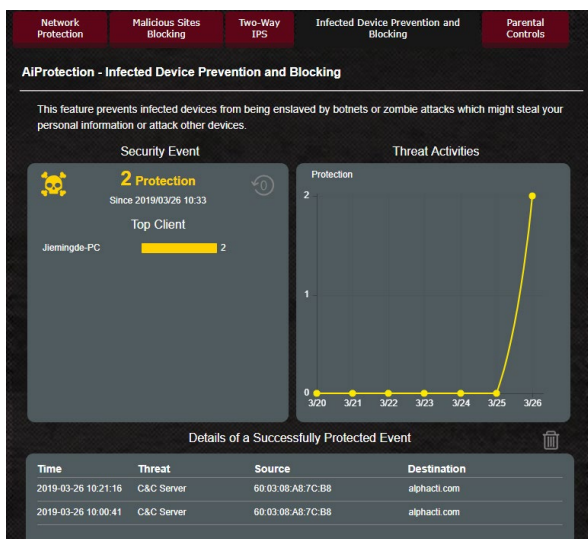 Network Protection
Malicious Sites Blocking
Two-Way IPS
Infected Device Prevention and Blocking
Parental Controls
AiProtection - Infected Device Prevention and Blocking
This feature prevents infected devices from being enslaved by botnets or zombie attacks which might steal your
personal information or attack other devices.
Security Event
2 Protection
Since 2019/03/26 10:33
0
Top Client
Jiemingde-PC 2
Threat Activities
Protection
2
1
0
3/20 3/21 3/22 3/23 3/24 3/25 3/26
Details of a Successfully Protected Event
Time Threat Source Destination
2019-03-26 10:21:16 C&C Server 60:03:08:A8:7C:B8 alphacti.com
2019-03-26 10:00:41 C&C Server 60:03:08:A8:7C:B8 alphacti.com